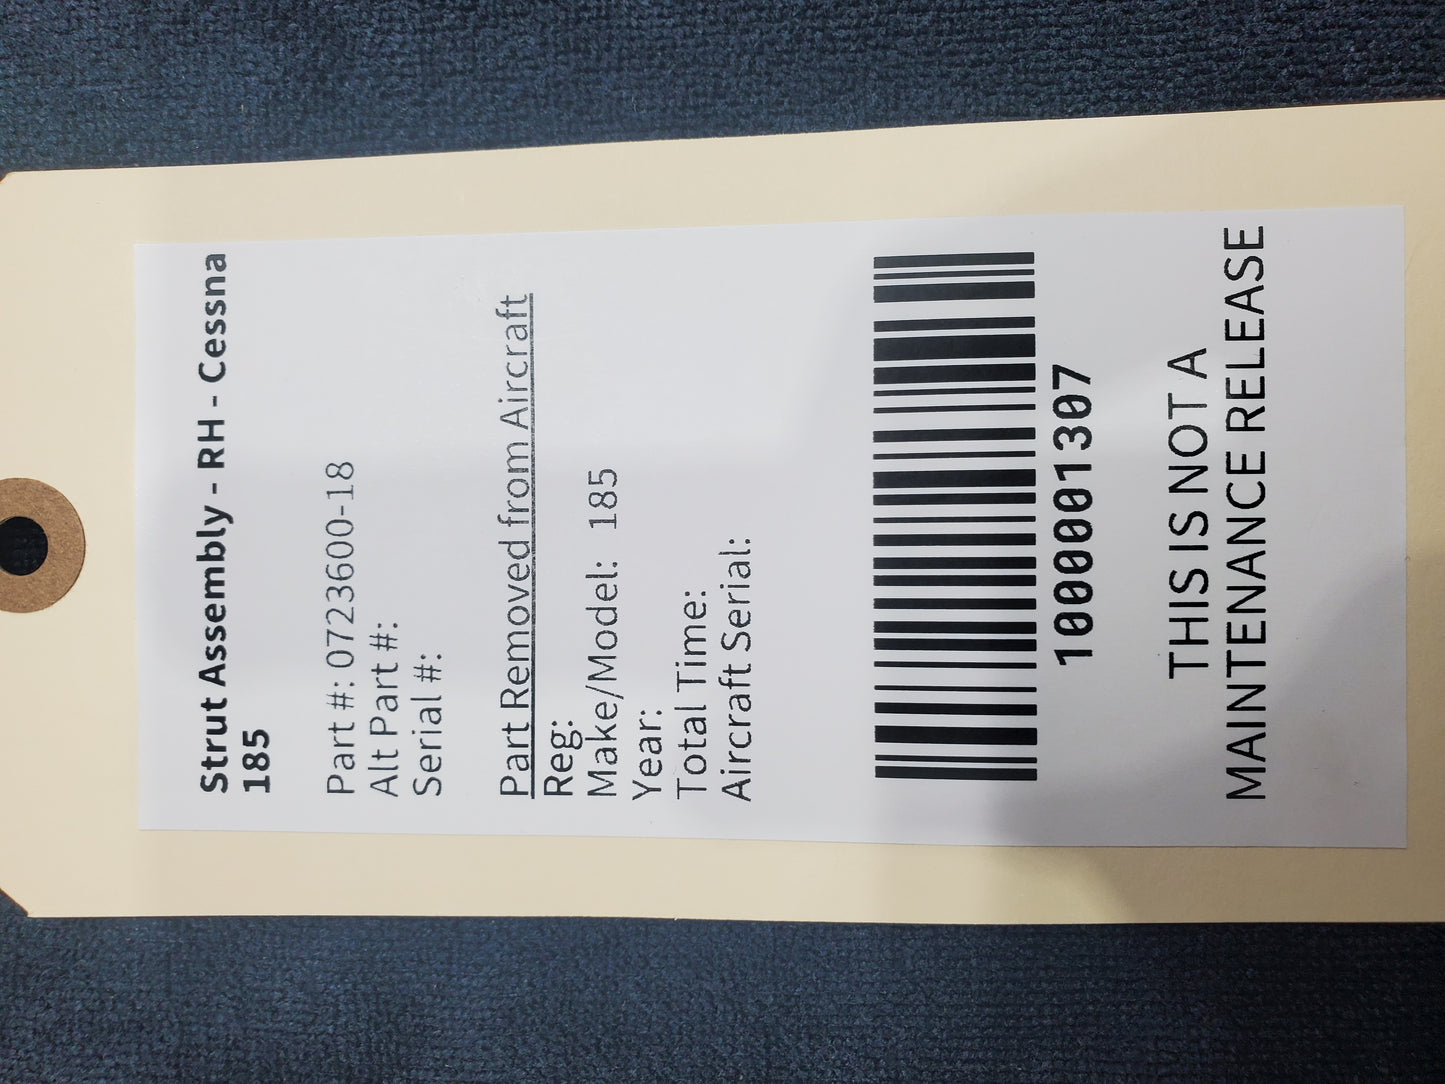 Strut Assembly - RH - Cessna
185
Part #: 0723600-18
Alt Part #:
Serial #:
Part Removed from Aircraft
Reg:
Make/Model: 185
Year:
Total Time:
Aircraft Serial:
1000001307
THIS IS NOT A
MAINTENANCE RELEASE